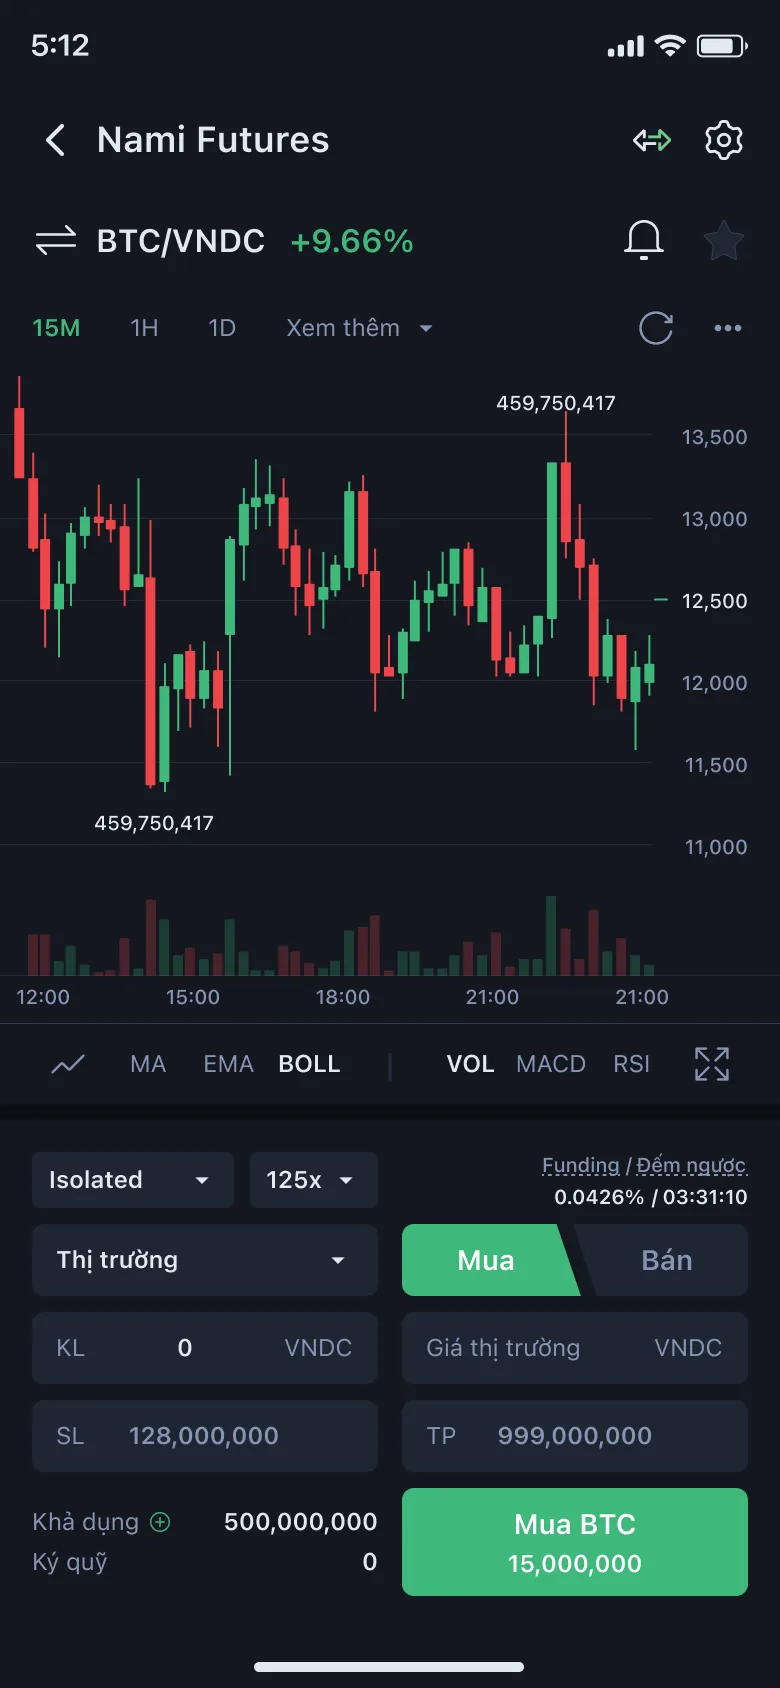 5:12
Nami Futures
BTC/VNDC +9.66%
15M 1H 1D Xem thêm
459,750,417
13,500
13,000
12,500
12,000
11,500
459,750,417
11,000
12:00 15:00 18:00 21:00 21:00
MA EMA BOLL | VOL MACD RSI
Isolated 125x Funding / Đếm ngược
0.0426% / 03:31:10
Thị trường Mua Bán
KL 0 VNDC Giá thị trường VNDC
SL 128,000,000 TP 999,000,000
Khả dụng 500,000,000 Mua BTC
Ký quỹ 0 15,000,000